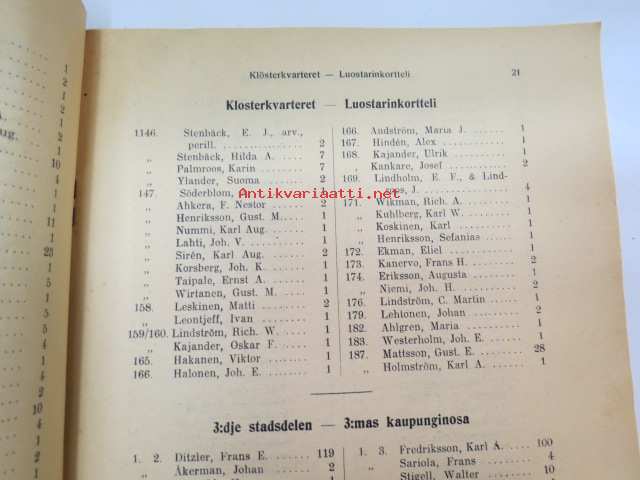 Klösterkvarteret — Luostarinkortteli 21
Klosterkvarteret — Luostarinkortteli
1146. Stenbäck, E. J., arv.,
perill. 2
„ Stenbäck, Hilda A. 7
„ Palmroos, Karin 7
„ Ylander, Suoma 2
147. Söderblom,
„ Ahkera, F. Nestor 2
„ Henriksson, Gust. M. 1
„ Nummi, Karl Aug. 1
„ Lahti, Joh. V. 1
„ Sirén, Karl Aug. 2
„ Korsberg, Joh. K. 1
„ Taipale, Ernst A. 1
„ Wirtanen, Gust. M. 1
158. Leskinen, Matti 2
„ Leontjeff, Ivan 1
159/160. Lindström, Rich. W. 1
„ Kajander, Oskar F. 1
165. Hakanen, Viktor 1
166. Halonen, Joh. E. 1
166. Andström, Maria J. 1
167. Hindén, Alex 1
168. Kajander, Ulrik 1
„ Kankare, Josef 2
169. Lindholm, E. F., & Lind-
J. 4
171. Wikman, Rich. A. 1
„ Kuhlberg, Karl W. 1
„ Koskinen, Karl 1
„ Henriksson, Sefanias 1
172. Ekman, Eliel 1
173. Kanervo, Frans H. 2
174. Eriksson, Augusta 1
„ Niemi, Joh. H. 2
176. Lindström, C. Martin 1
179. Lehtonen, Johan 2
182. Ahlgren, Maria 1
183. Westerholm, Joh. E. 1
187. Mattsson, Gust. E. 28
„ Holmström, Karl A. 1
Antikvariaatti.net
3:dje stadsdelen — 3:mas kaupunginosa
1. 2. Ditzler, Frans E. 119
„ Åkerman, Johan 2
1. 3. Fredriksson, Karl A. 100
„ Sariola, Frans 4
„ Stigell, Walter 10